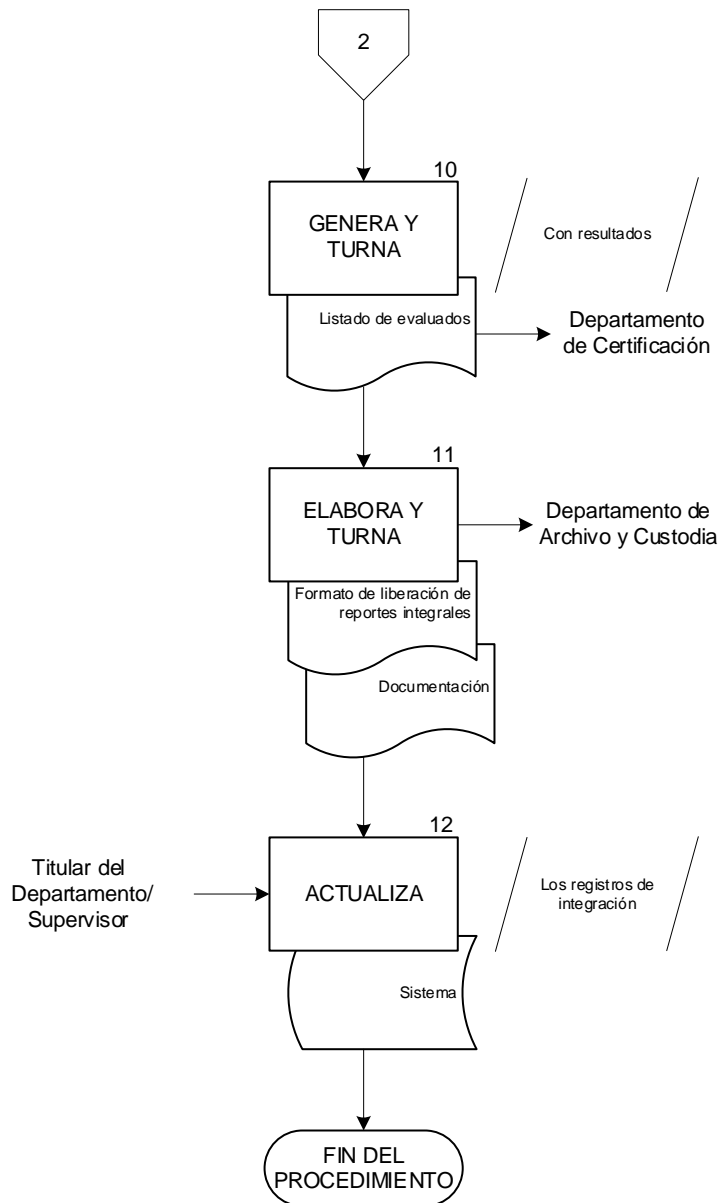 2
10
GENERA Y
TURNA
Con resultados
Listado de evaluados
Departamento
de Certificación
11
ELABORA Y
TURNA
Departamento de
Archivo y Custodia
Formato de liberación de
reportes integrales
Documentación
12
Titular del
Departamento/
Supervisor
ACTUALIZA
Los registros de
integración
Sistema
FIN DEL
PROCEDIMIENTO